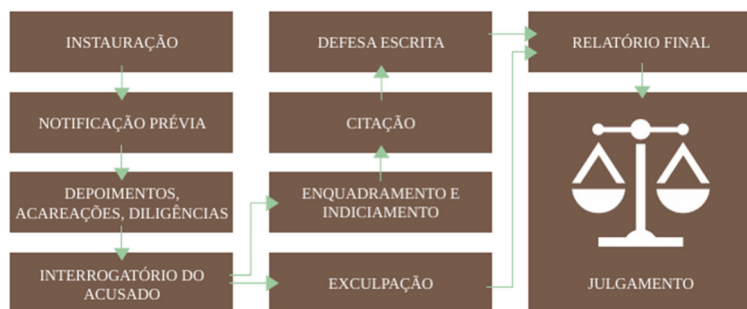 INSTAURAÇÃO
NOTIFICAÇÃO PRÉVIA
DEPOIMENTOS,
ACAREAÇÕES, DILIGÊNCIAS
INTERROGATÓRIO DO
ACUSADO
DEFESA ESCRITA
CITAÇÃO
ENQUADRAMENTO E
INDICIAMENTO
EXCULPAÇÃO
RELATÓRIO FINAL
JULGAMENTO